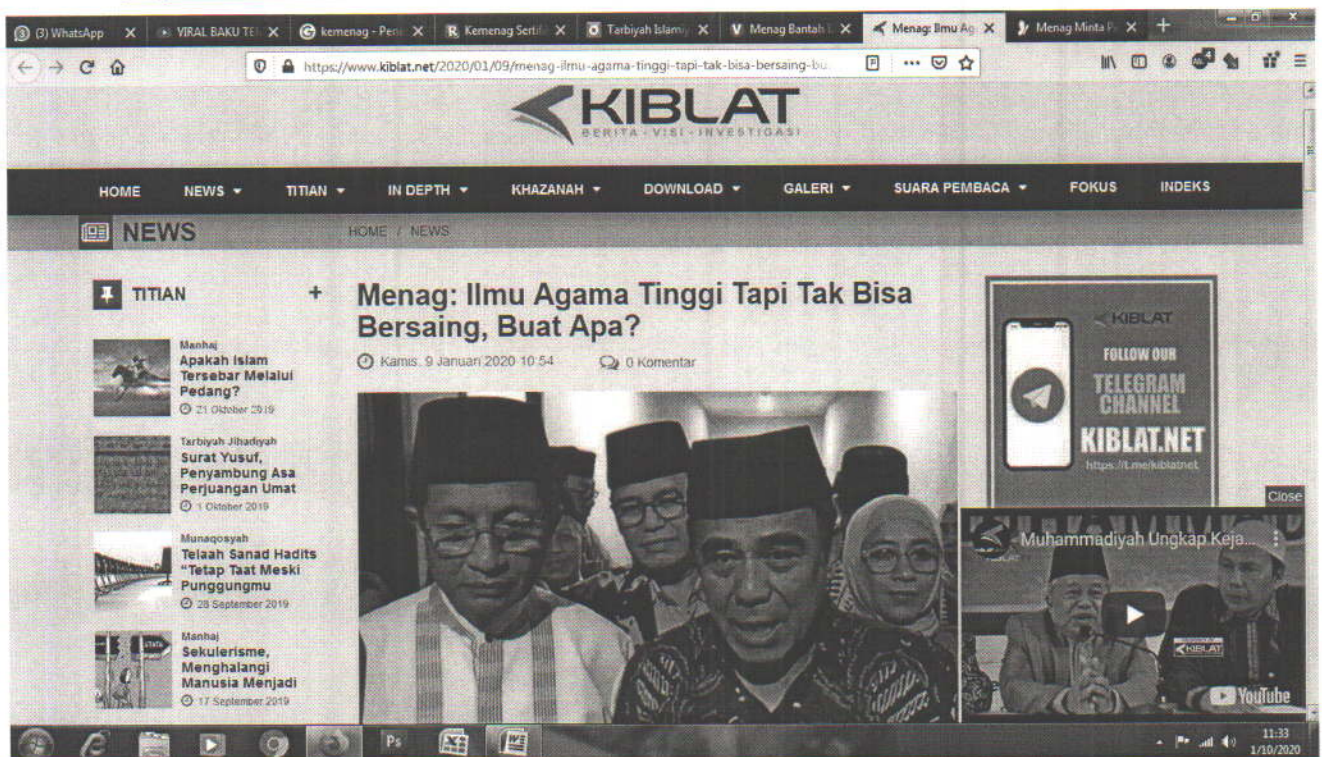 (3) WhatsApp
VIRAL BAKU TE
kemenag - Pen
Kemenag Sertifi
Tarbiyah Islamiy
Menag Bantah
Menag: Ilmu Ag
Menag Minta P
https://www.kiblat.net/2020/01/09/menag-ilmu-agama-tinggi-tapi-tak-bisa-bersaing-bu
KIBLAT
BERITA - VISI - INVESTIGASI
HOME NEWS TITIAN IN DEPTH KHAZANAH DOWNLOAD GALERI SUARA PEMBACA FOKUS INDEKS
NEWS
HOME / NEWS
TITIAN +
Manhaj
Apakah Islam
Tersebar Melalui
Pedang?
21 Oktober 2019
Tarbiyah Jihadiyah
Surat Yusuf,
Penyambung Asa
Perjuangan Umat
1 Oktober 2019
Munaqosyah
Telaah Sanad Hadits
"Tetap Taat Meski
Punggungmu
28 September 2019
Manhaj
Sekulerisme,
Menghalangi
Manusia Menjadi
17 September 2019
Menag: Ilmu Agama Tinggi Tapi Tak Bisa
Bersaing, Buat Apa?
Kamis, 9 Januari 2020 10:54 0 Komentar
KIBLAT
FOLLOW OUR
TELEGRAM
CHANNEL
KIBLAT.NET
https://t.me/kiblatnet
Close
Muhammadiyah Ungkap Keja...
KIBLAT
YouTube
Ps
11:33
1/10/2020